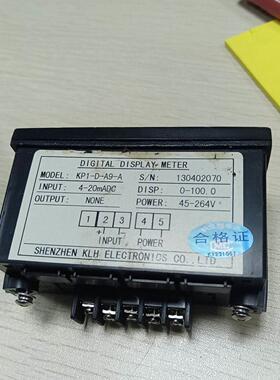 DIGITAL DISPLAY METER
MODEL: KP1-D-A9-A S/N: 130402070
INPUT: 4-20mADC DISP: 0-100.0
OUTPUT: NONE POWER: 45-264V
1 2 3 4 5
+ -
INPUT POWER
SHENZHEN KLH ELECTRONICS CO.,LTD
合格证